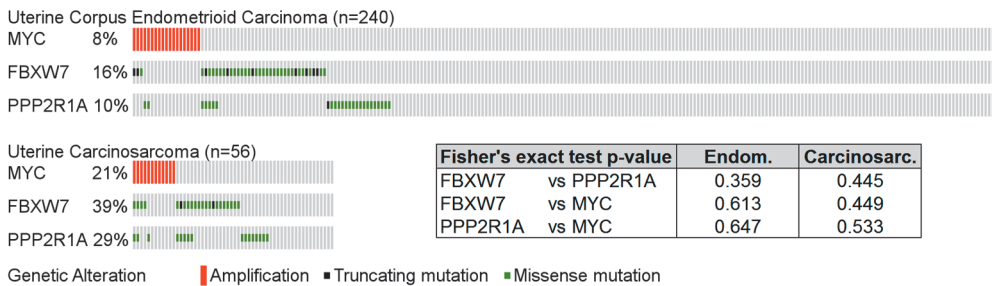 Uterine Corpus Endometrioid Carcinoma (n=240)
MYC 8%
FBXW7 16%
PPP2R1A 10%
Uterine Carcinosarcoma (n=56)
MYC 21%
FBXW7 39%
PPP2R1A 29%
Fisher's exact test p-value Endom. Carcinosarc.
FBXW7 vs PPP2R1A 0.359 0.445
FBXW7 vs MYC 0.613 0.449
PPP2R1A vs MYC 0.647 0.533
Genetic Alteration Amplification Truncating mutation Missense mutation